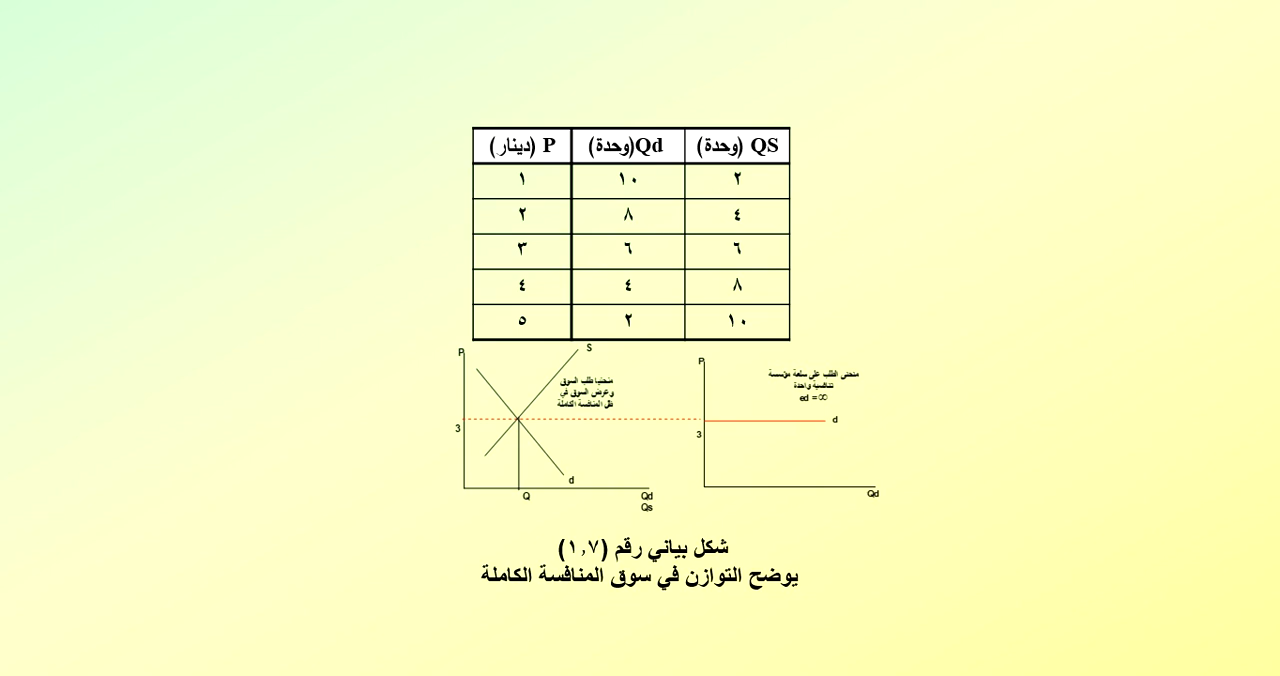 P (دينار) Qd(وحدة) QS (وحدة)
١ ١٠ ٢
٢ ٨ ٤
٣ ٦ ٦
٤ ٤ ٨
٥ ٢ ١٠
P
S
منحنيا طلب السوق
وعرض السوق في
ظل المنافسة الكاملة
3
d
Q
Qd
Qs
P
منحنى الطلب على سلعة مؤسسة
تنافسية واحدة
ed = ∞
d
3
Qd
شكل بياني رقم (١,٧)
يوضح التوازن في سوق المنافسة الكاملة